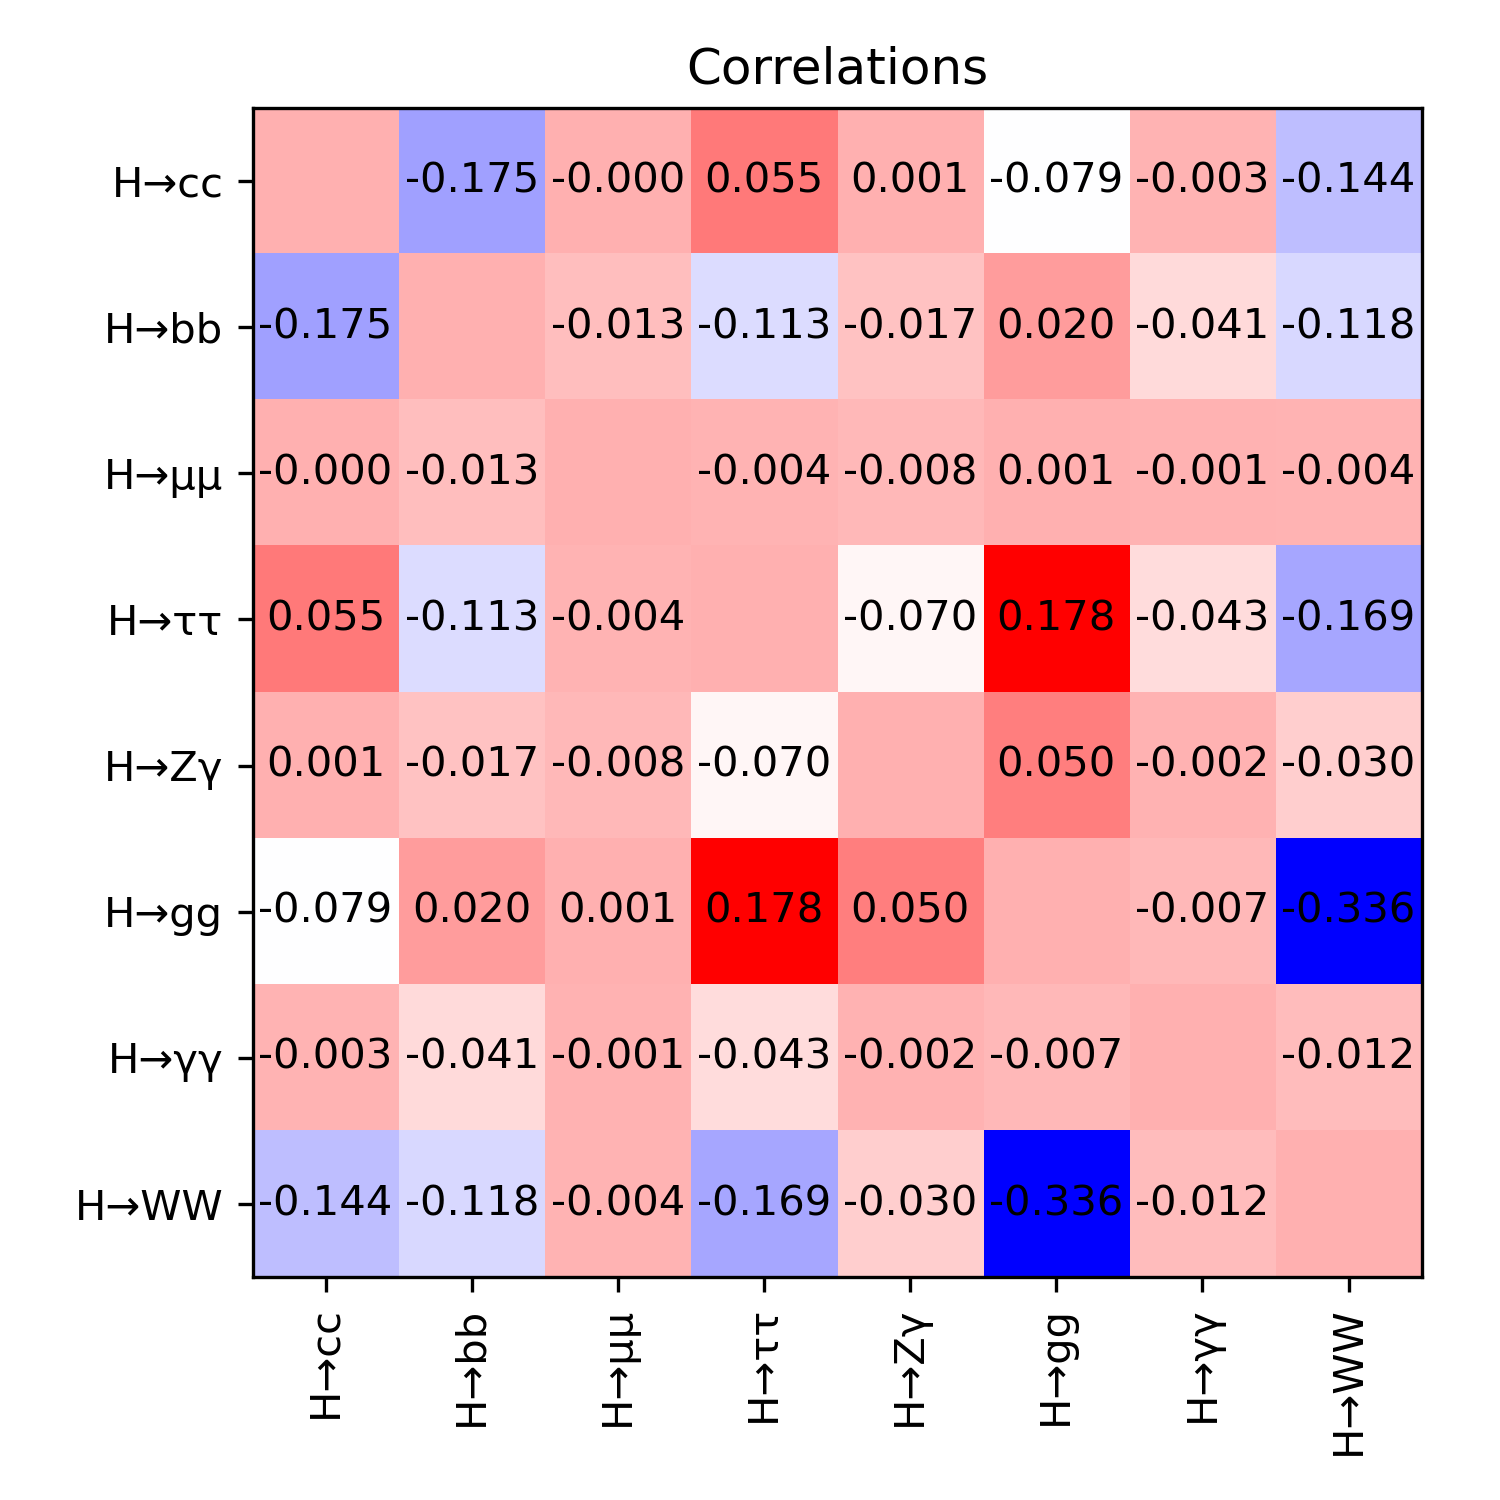 Correlations
H→cc -0.175 -0.000 0.055 0.001 -0.079 -0.003 -0.144
H→bb -0.175 -0.013 -0.113 -0.017 0.020 -0.041 -0.118
H→μμ -0.000 -0.013 -0.004 -0.008 0.001 -0.001 -0.004
H→ττ 0.055 -0.113 -0.004 -0.070 0.178 -0.043 -0.169
H→Zγ 0.001 -0.017 -0.008 -0.070 0.050 -0.002 -0.030
H→gg -0.079 0.020 0.001 0.178 0.050 -0.007 -0.336
H→γγ -0.003 -0.041 -0.001 -0.043 -0.002 -0.007 -0.012
H→WW -0.144 -0.118 -0.004 -0.169 -0.030 -0.336 -0.012
H→cc H→bb H→μμ H→ττ H→Zγ H→gg H→γγ H→WW